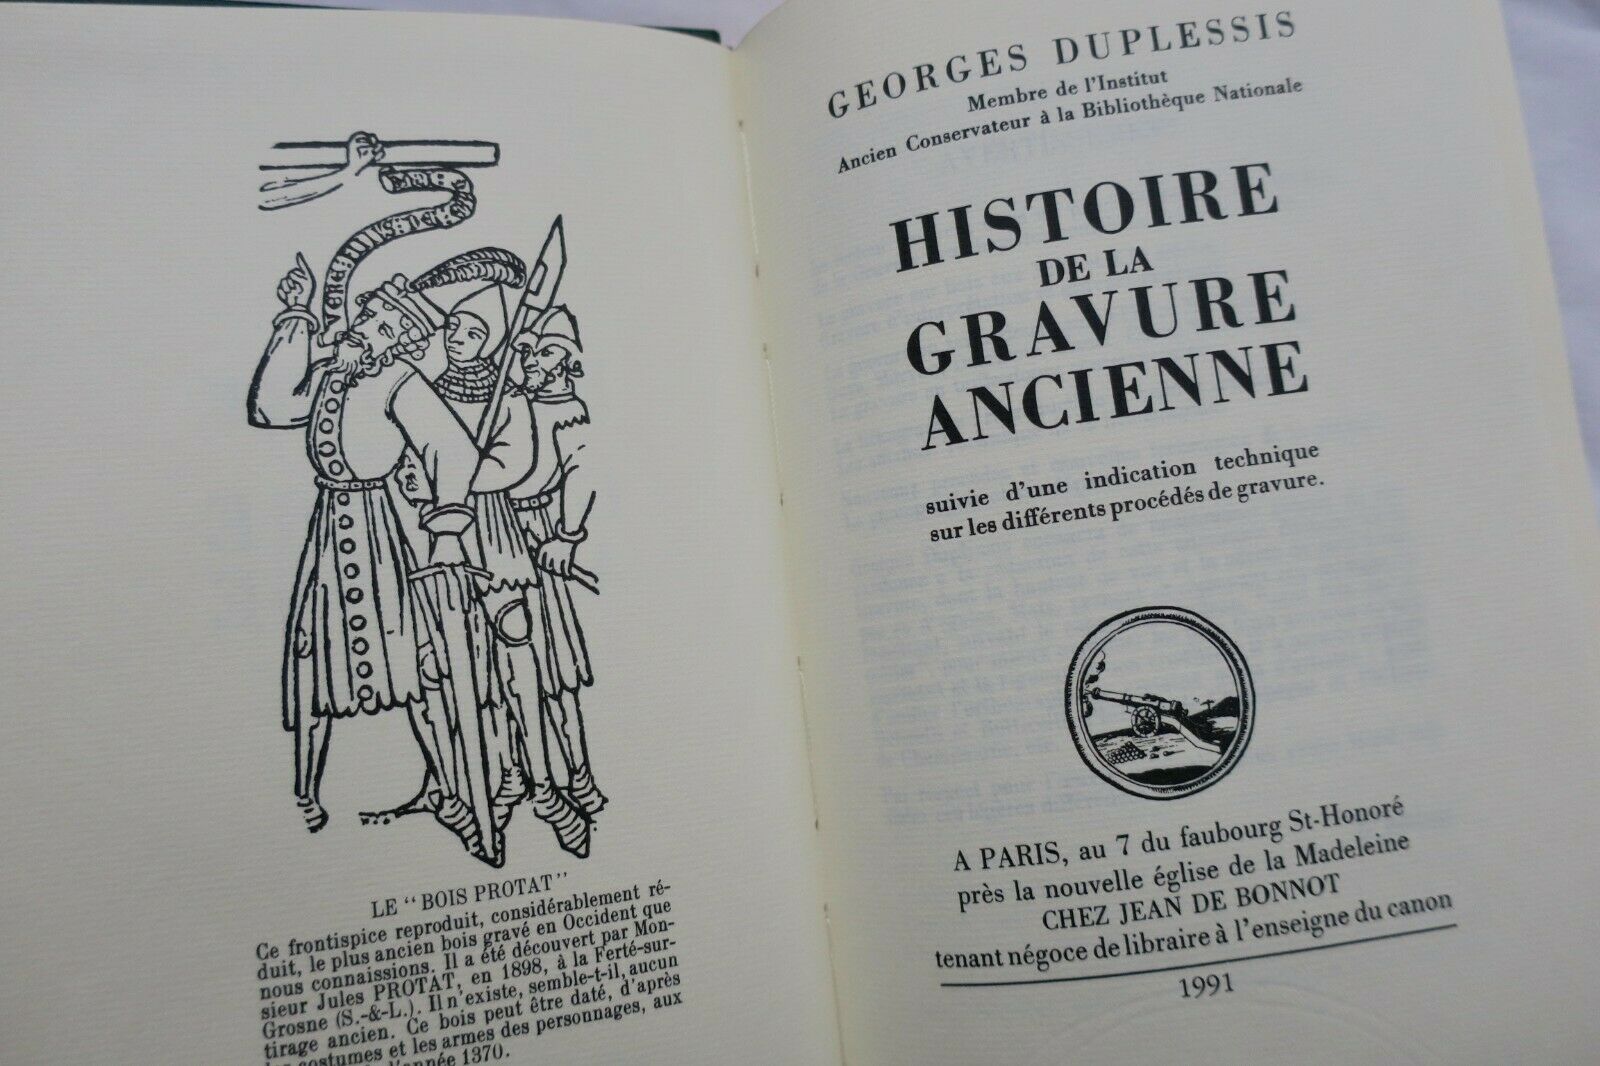 VERE : FILIUS : DE
LE "BOIS PROTAT"
Ce frontispice reproduit, considérablement ré-
duit, le plus ancien bois gravé en Occident que
nous connaissions. Il a été découvert par Mon-
sieur Jules PROTAT, en 1898, à la Ferté-sur-
Grosne (S.-&-L.). Il n'existe, semble-t-il, aucun
tirage ancien. Ce bois peut être daté, d'après
les costumes et les armes des personnages, aux
d'année 1370.
GEORGES DUPLESSIS
Membre de l'Institut
Ancien Conservateur à la Bibliothèque Nationale
HISTOIRE
DE LA
GRAVURE
ANCIENNE
suivie d'une indication technique
sur les différents procédés de gravure.
A PARIS, au 7 du faubourg St-Honoré
près la nouvelle église de la Madeleine
CHEZ JEAN DE BONNOT
tenant négoce de libraire à l'enseigne du canon
1991